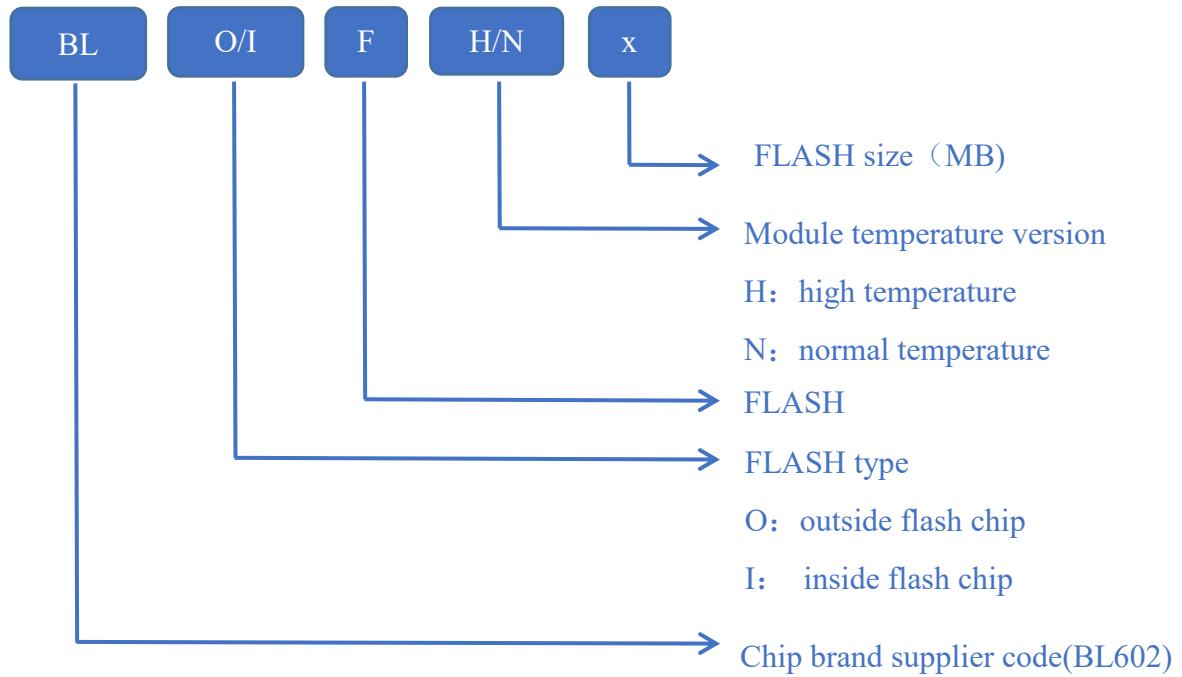 BL O/I F H/N x
FLASH size（MB)
Module temperature version
H：high temperature
N：normal temperature
FLASH
FLASH type
O：outside flash chip
I： inside flash chip
Chip brand supplier code(BL602)